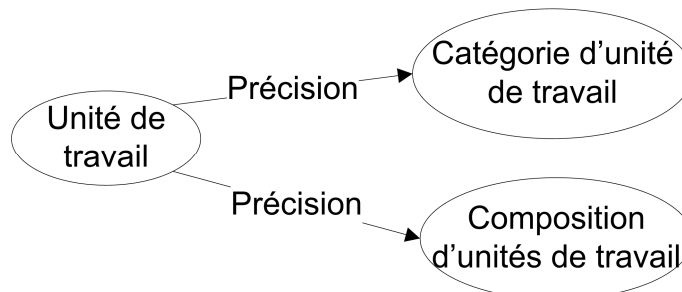 Catégorie d’unité
de travail
Précision
Unité de
travail
Précision
Composition
d’unités de travail